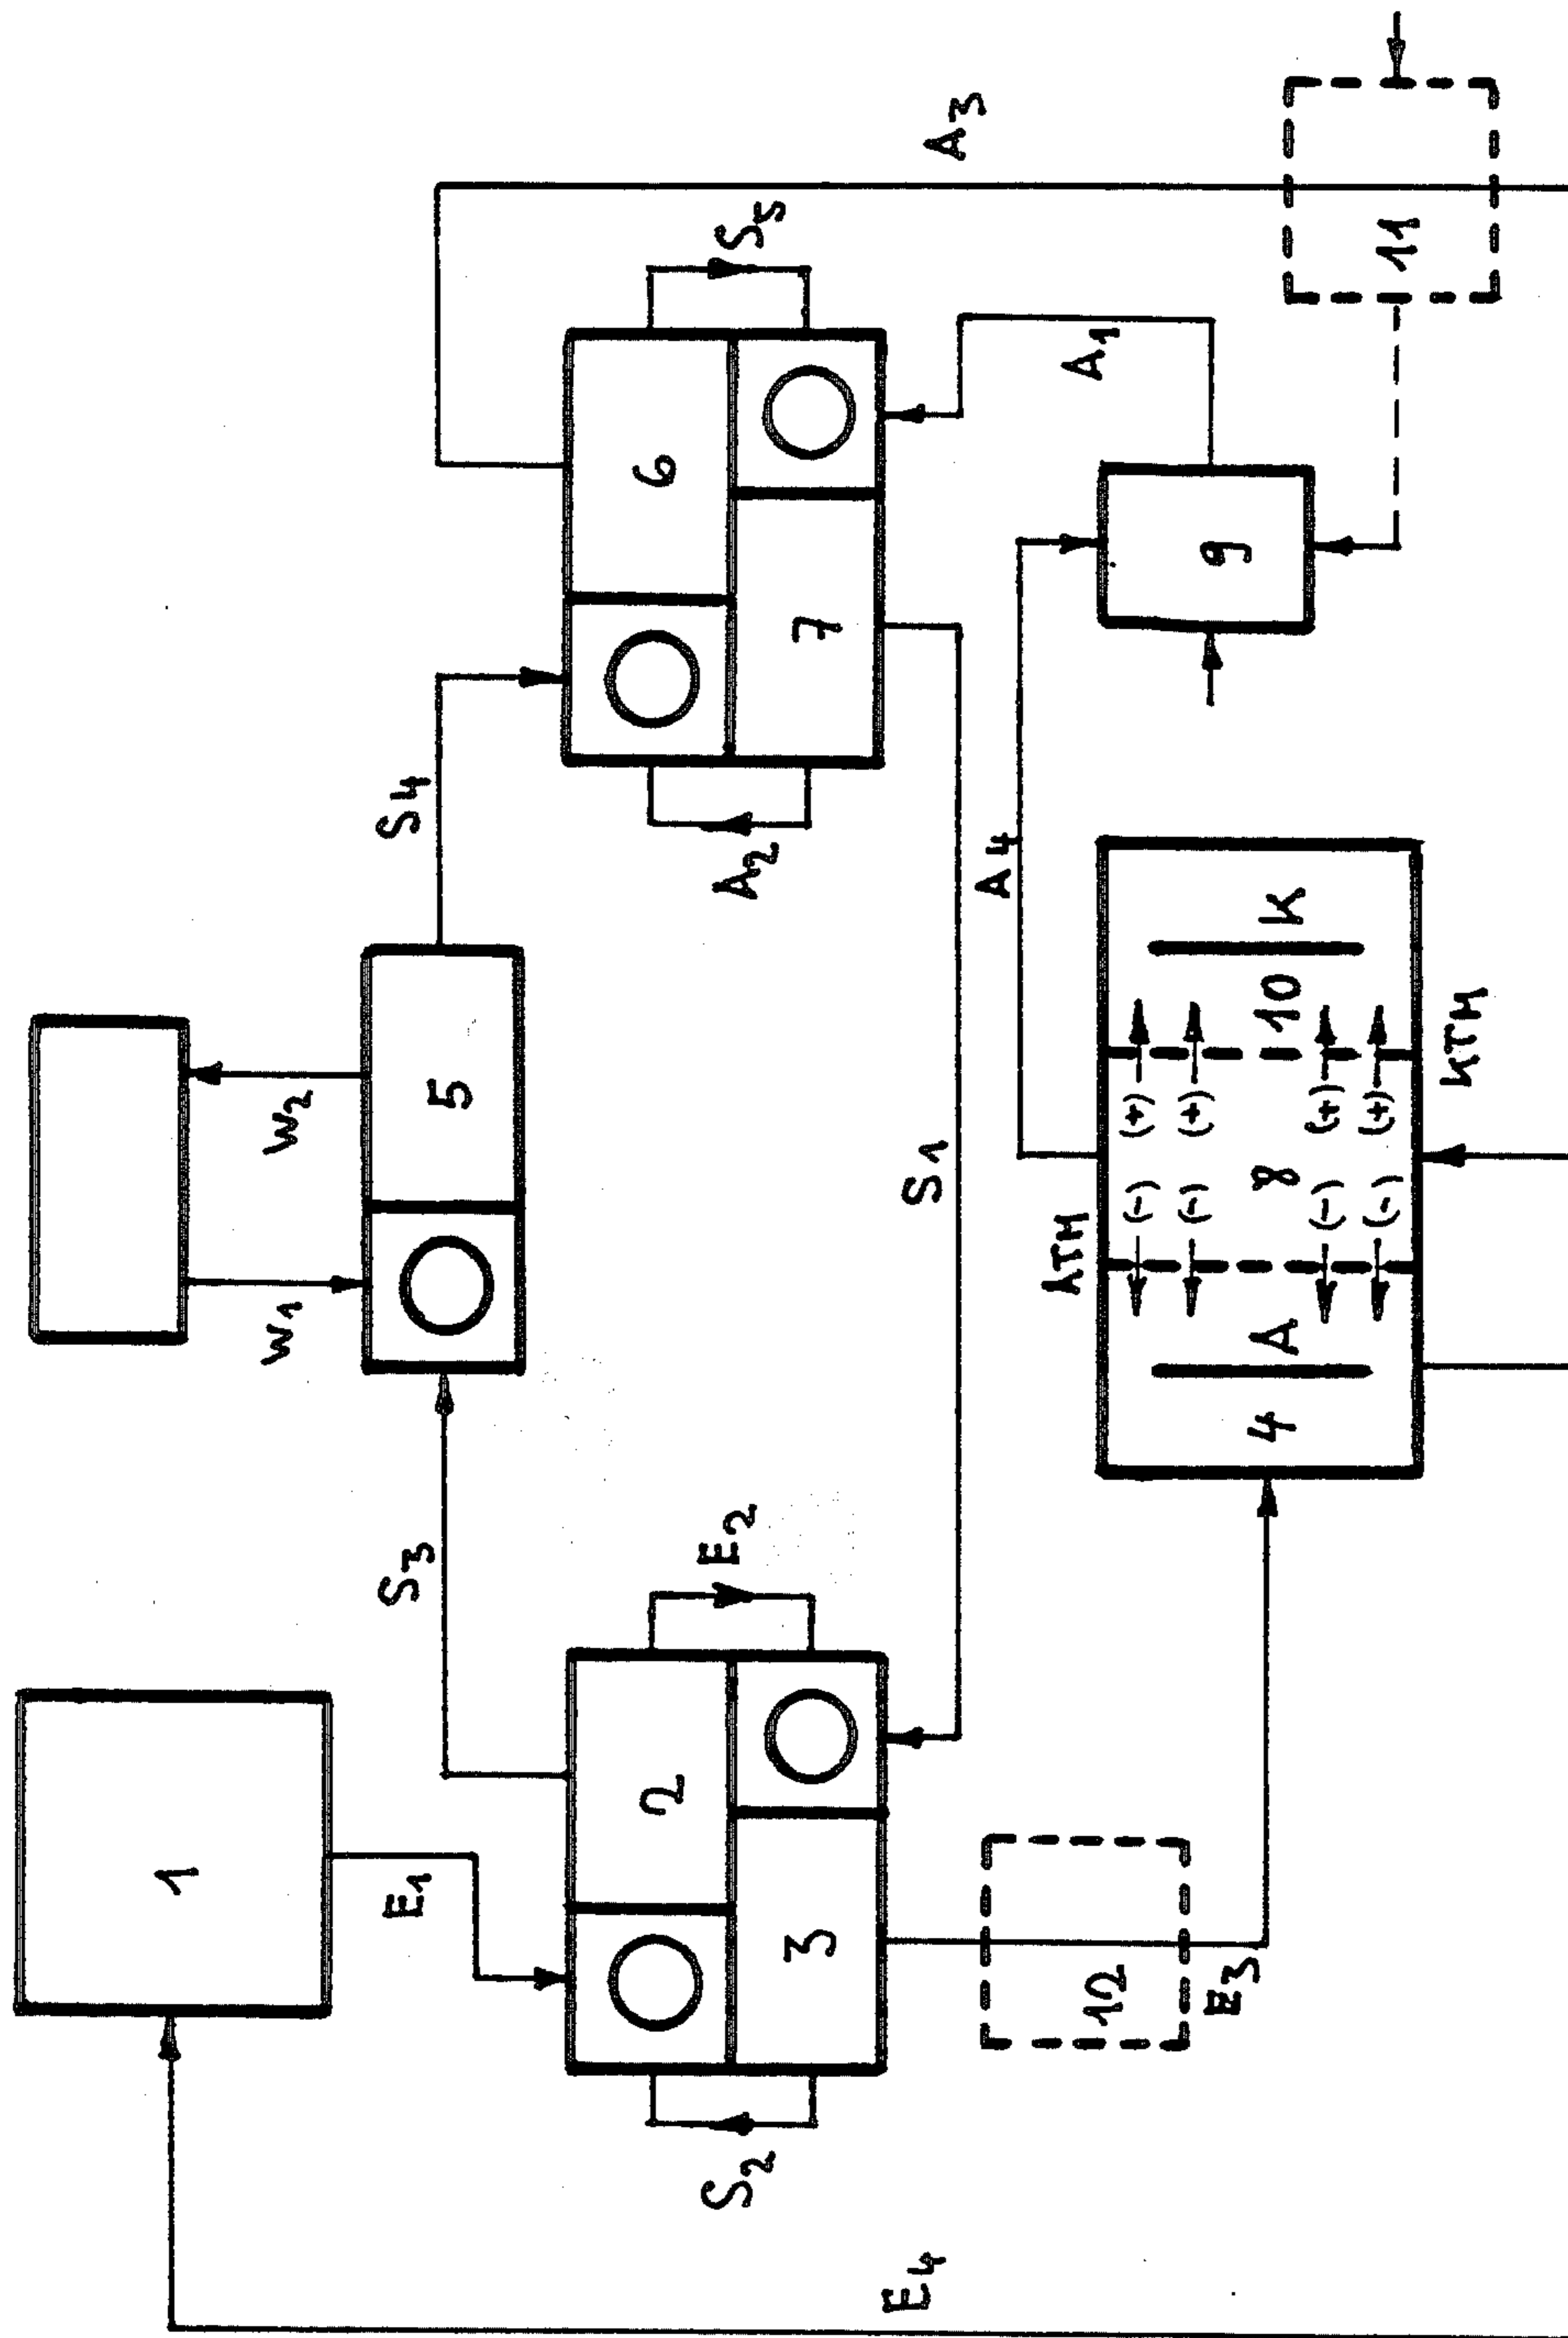 1
W1 W2
E1 S3 S4
5
2 6
S2 E2 A2 S5
3 7
E4 S1 A3
A4
ATM A1
12
(-) (+)
(-) (+)
E3 9
4 A 8 10 K
(-) (+)
(-) (+)
11
KTM